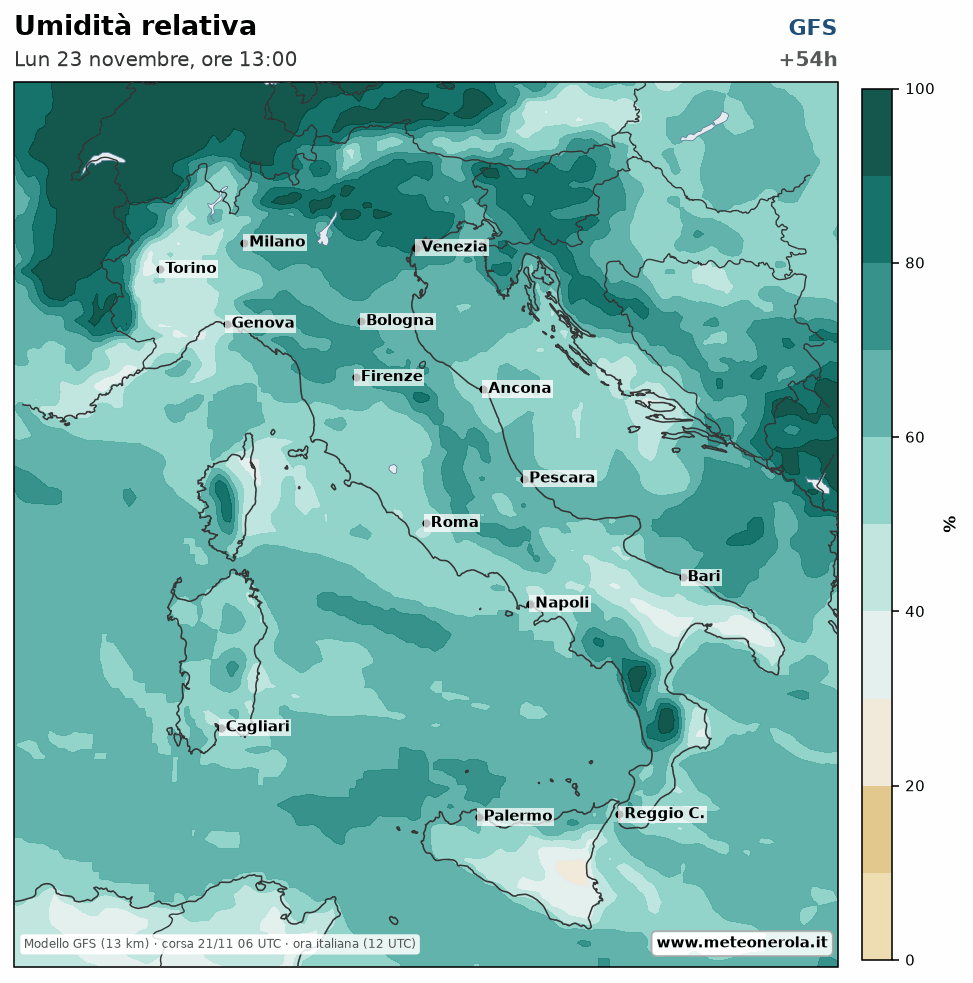 Umidità relativa
GFS
Lun 23 novembre, ore 13:00
+54h
100
80
60
40
20
0
%
Milano
Venezia
Torino
Genova
Bologna
Firenze
Ancona
Pescara
Roma
Bari
Napoli
Cagliari
Palermo
Reggio C.
Modello GFS (13 km) · corsa 21/11 06 UTC · ora italiana (12 UTC)
www.meteonerola.it